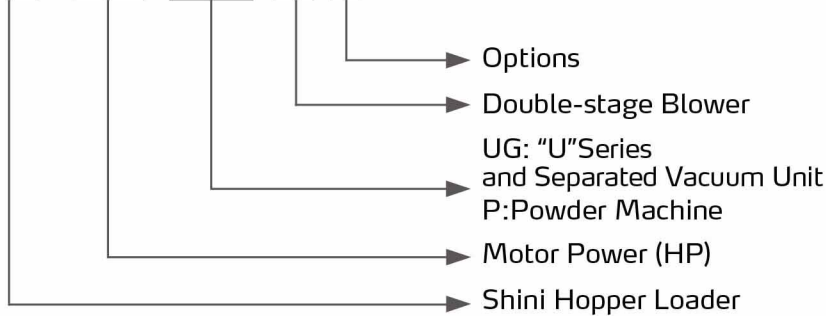 Options
Double-stage Blower
UG: “U”Series
and Separated Vacuum Unit
P:Powder Machine
Motor Power (HP)
Shini Hopper Loader